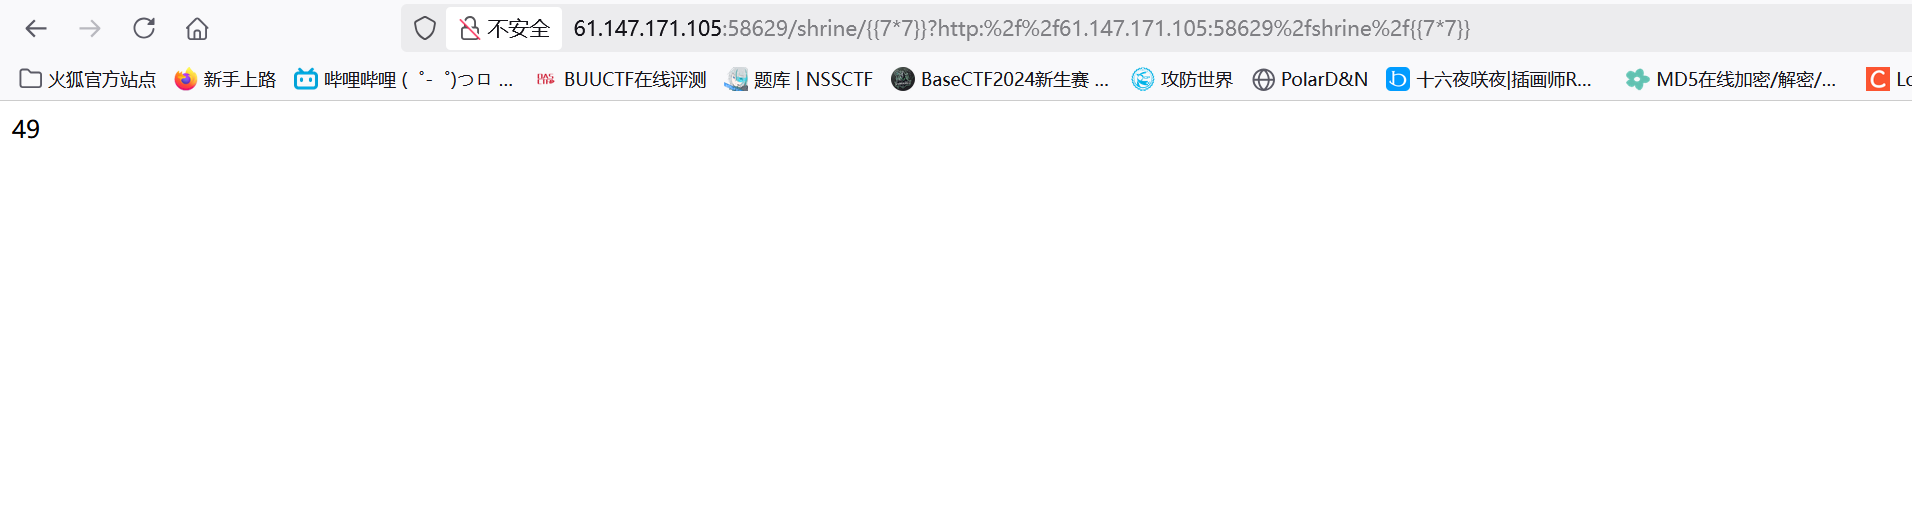 不安全 61.147.171.105:58629/shrine/{{7*7}}?http:%2f%2f61.147.171.105:58629%2fshrine%2f{{7*7}}
火狐官方站点 新手上路 哔哩哔哩 (゜-゜)つロ ... BUUCTF在线评测 题库 | NSSCTF BaseCTF2024新生赛 ... 攻防世界 PolarD&N 十六夜咲夜|插画师R... MD5在线加密/解密/... Lo
49